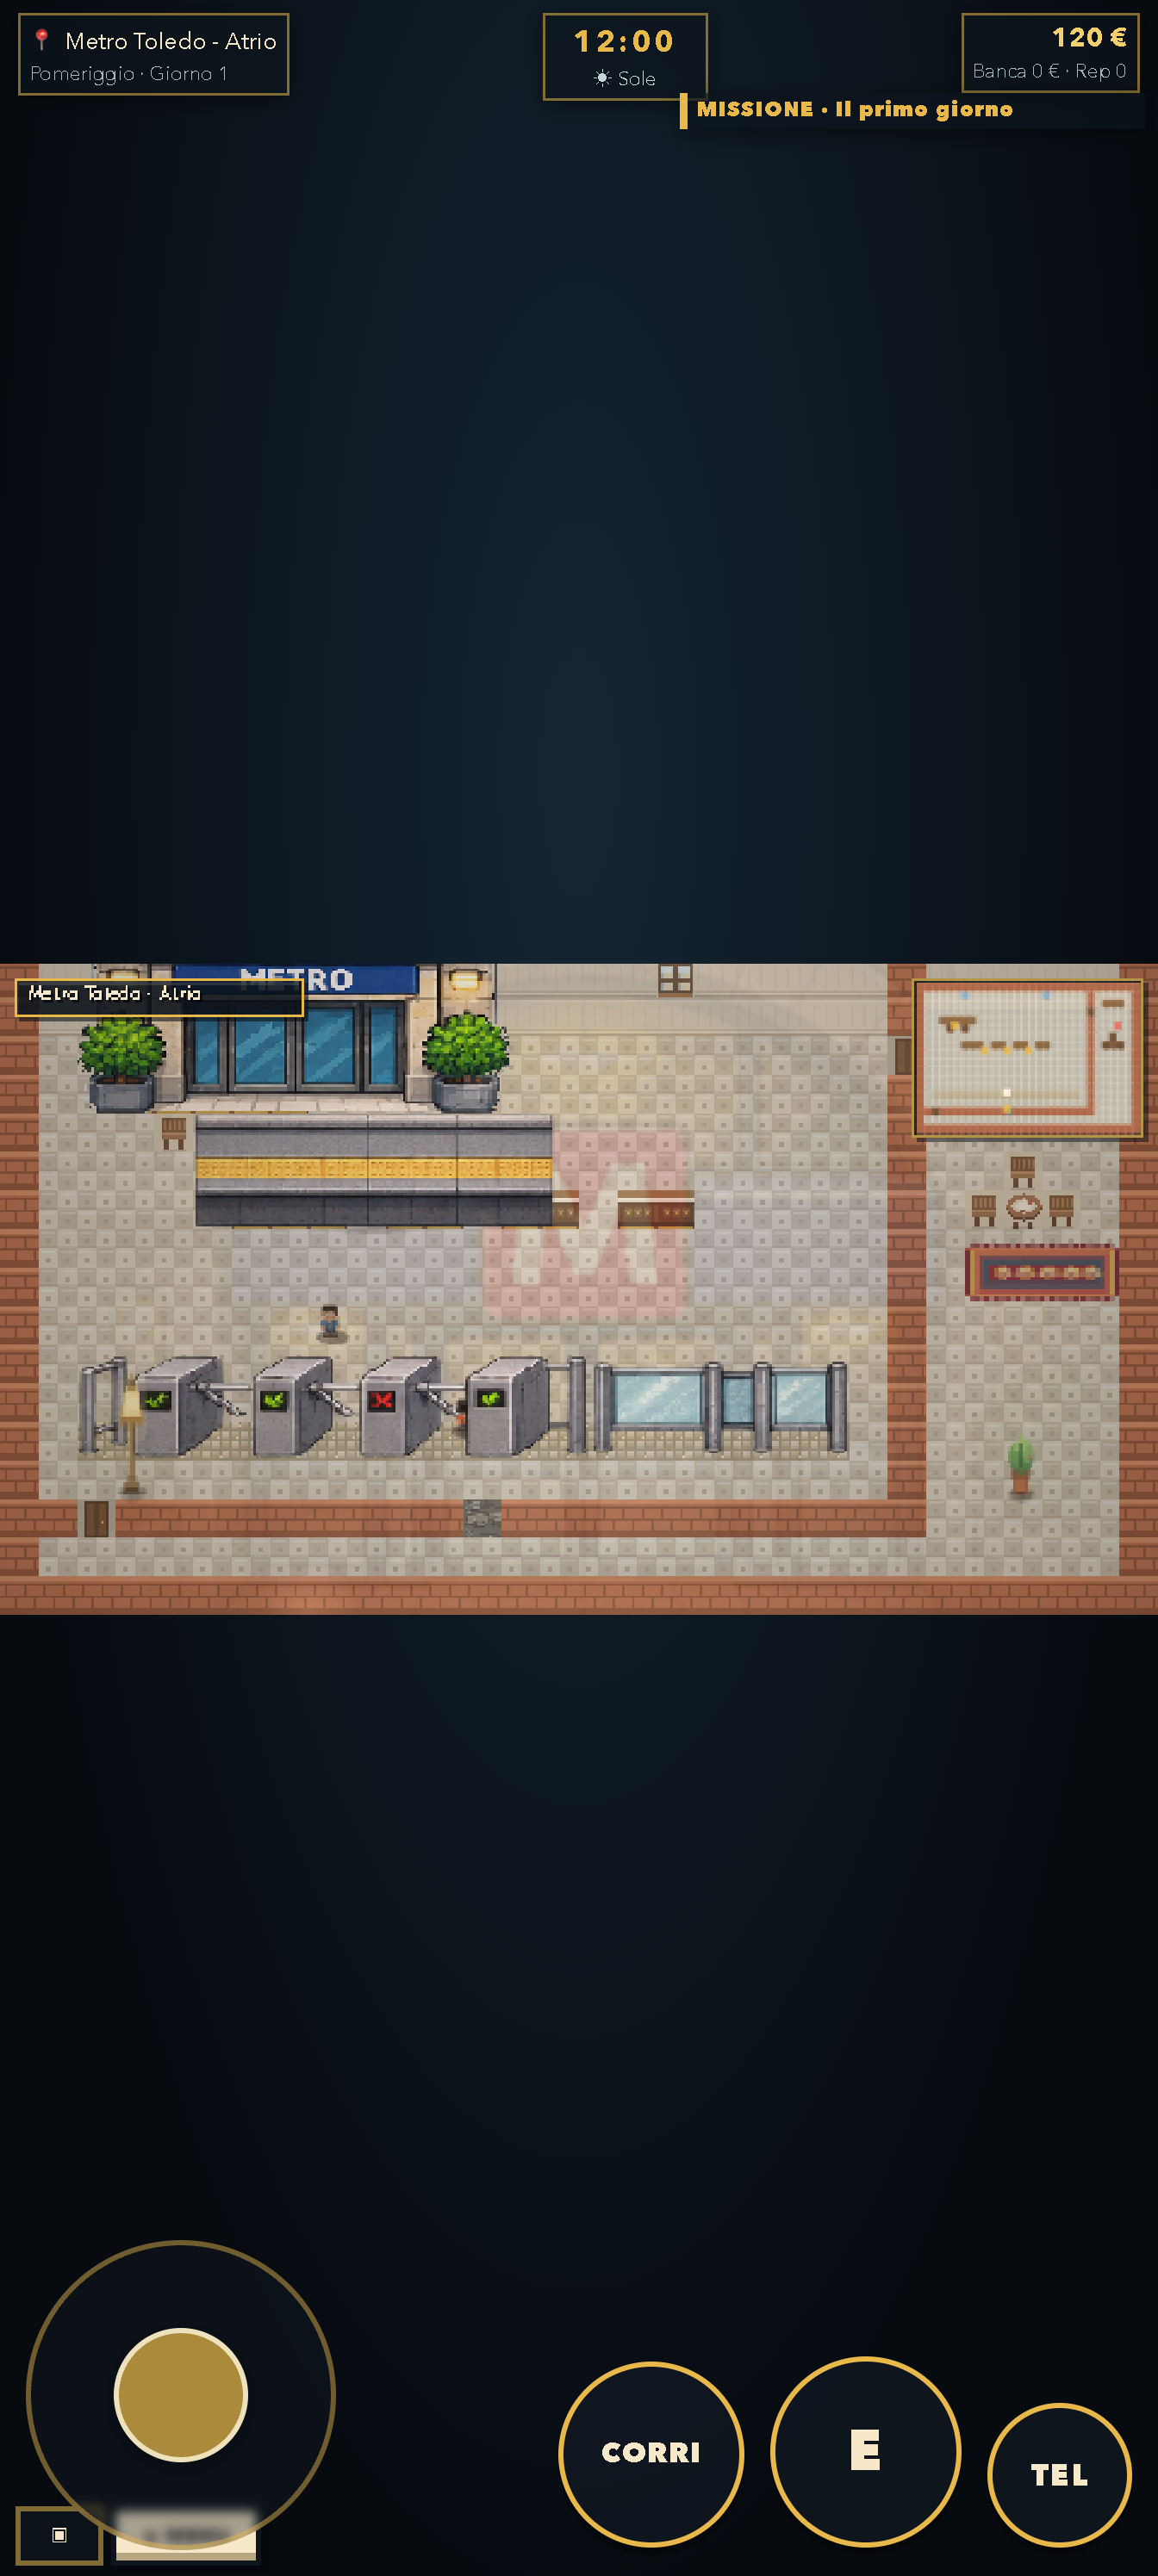 Metro Toledo - Atrio
Pomeriggio · Giorno 1
12:00
☀ Sole
120 €
Banca 0 € · Rep 0
MISSIONE · Il primo giorno
METRO
Metro Toledo · Atrio
M
CORRI
E
TEL